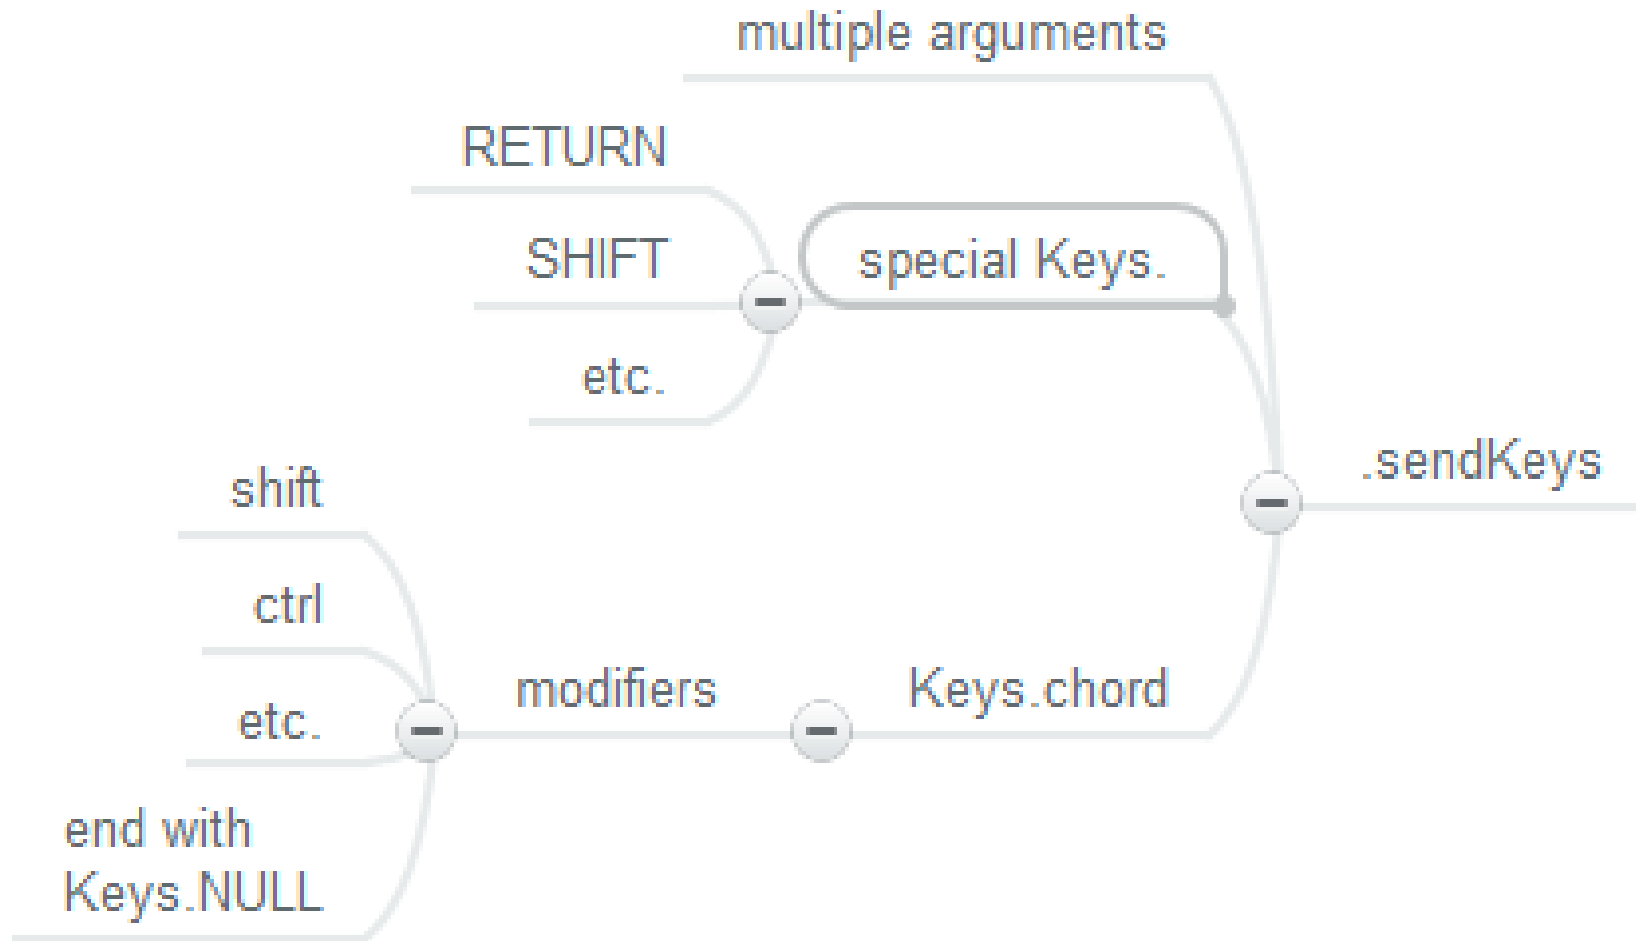 multiple arguments
RETURN
SHIFT
special Keys.
etc.
.sendKeys
shift
ctrl
modifiers
Keys.chord
etc.
end with
Keys.NULL